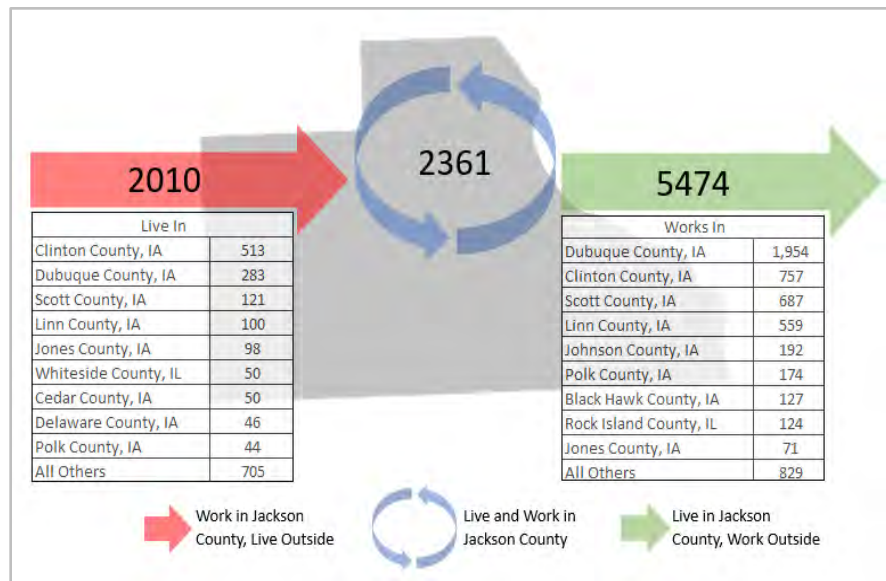 2010
2361
5474
Live In
Clinton County, IA 513
Dubuque County, IA 283
Scott County, IA 121
Linn County, IA 100
Jones County, IA 98
Whiteside County, IL 50
Cedar County, IA 50
Delaware County, IA 46
Polk County, IA 44
All Others 705
Works In
Dubuque County, IA 1,954
Clinton County, IA 757
Scott County, IA 687
Linn County, IA 559
Johnson County, IA 192
Polk County, IA 174
Black Hawk County, IA 127
Rock Island County, IL 124
Jones County, IA 71
All Others 829
Work in Jackson
County, Live Outside
Live and Work in
Jackson County
Live in Jackson
County, Work Outside